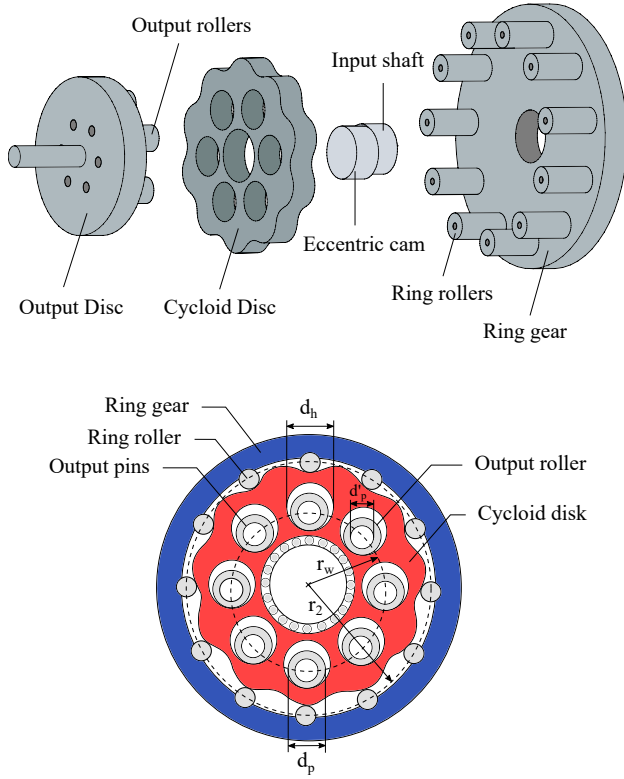 Output rollers
Input shaft
Eccentric cam
Output Disc
Cycloid Disc
Ring rollers
Ring gear
Ring gear
d_h
Ring roller
Output pins
Output roller
d'_p
Cycloid disk
r_w
r_2
d_p